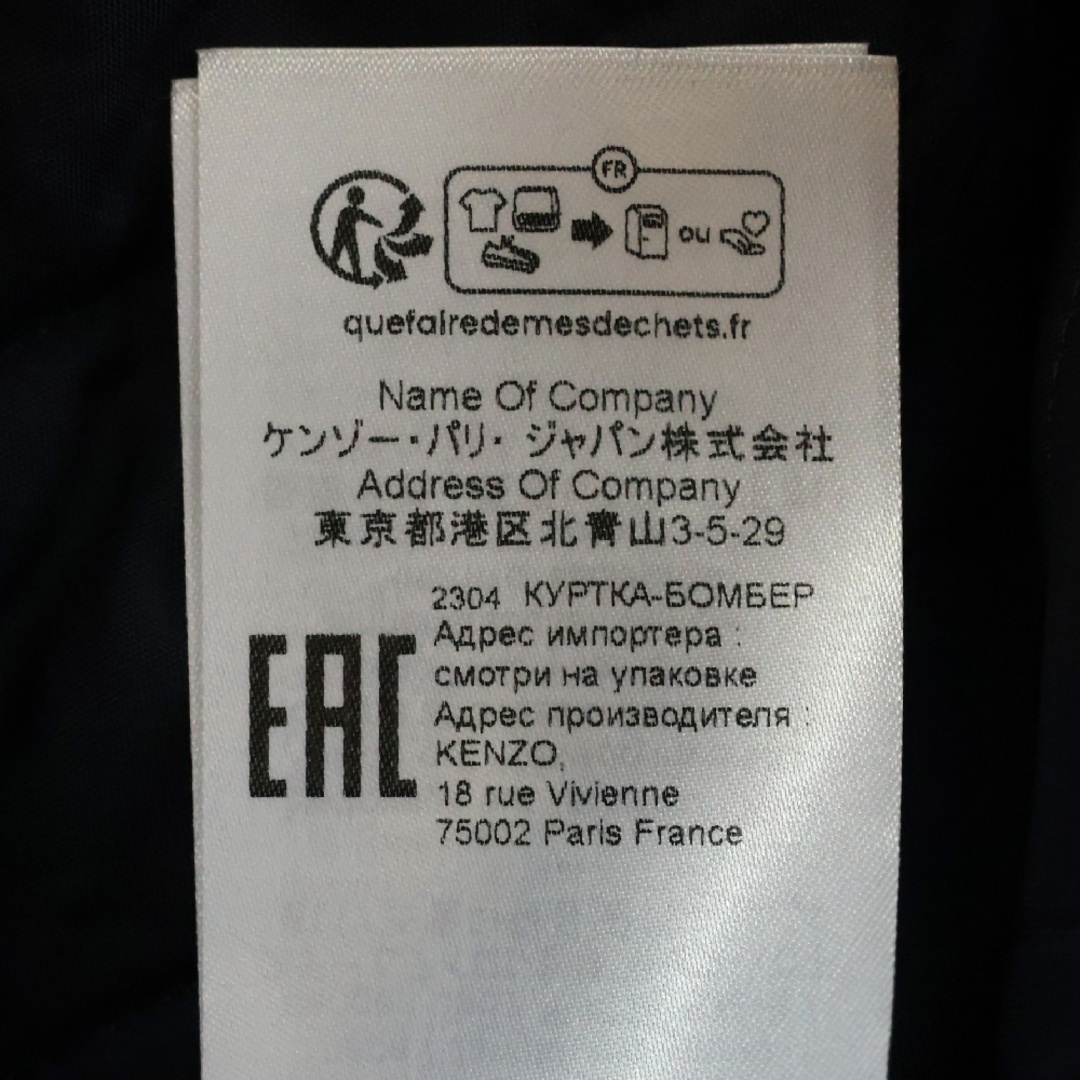 FR
ou
quefairedemesdechets.fr
Name Of Company
ケンゾー・パリ・ジャパン株式会社
Address Of Company
東京都港区北青山3-5-29
2304 КУРТКА-БОМБЕР
Адрес импортера :
смотри на упаковке
Адрес производителя :
KENZO,
18 rue Vivienne
75002 Paris France
EAC